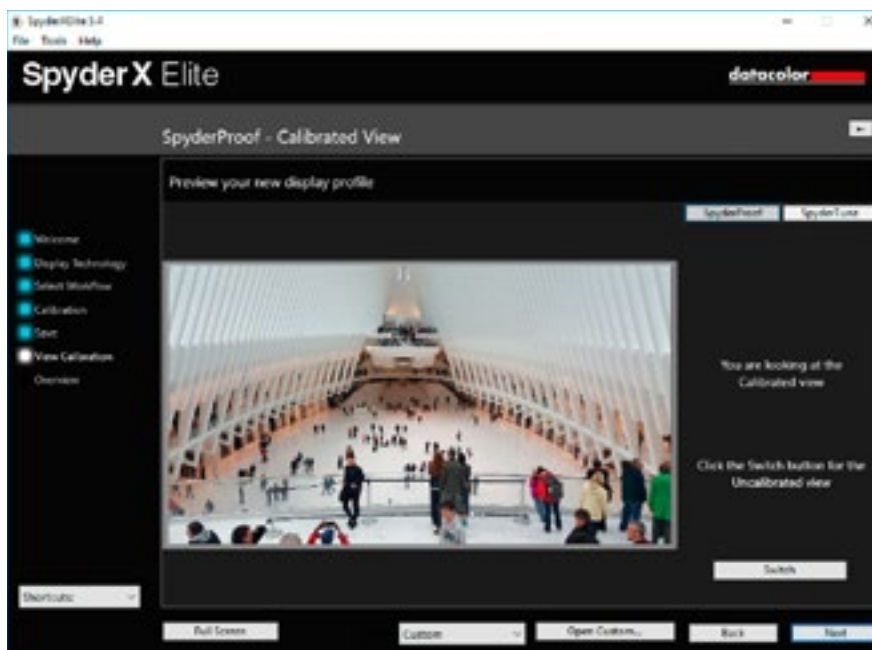 SpyderXElite 5.4
File Tools Help
SpyderX Elite
datacolor
SpyderProof - Calibrated View
Preview your new display profile
SpyderProof SpyderTune
Welcome
Display Technology
Select Workflow
Calibration
Save
View Calibration
Overview
You are looking at the
Calibrated view
Click the Switch button for the
Uncalibrated view
Switch
Shortcuts:
Full Screen
Custom
Open Custom...
Back
Next